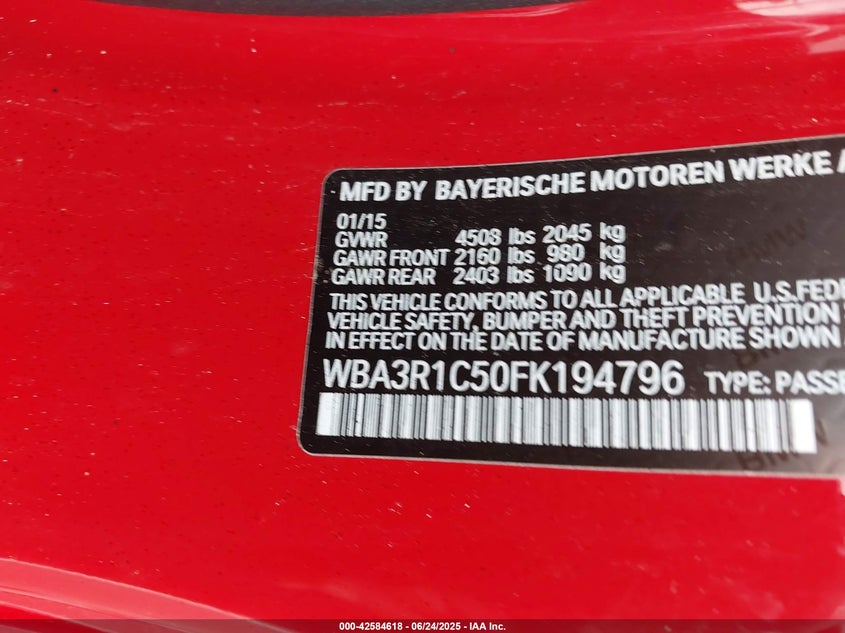 MFD BY BAYERISCHE MOTOREN WERKE
01/15
GVWR 4508 lbs 2045 kg
GAWR FRONT 2160 lbs 980 kg
GAWR REAR 2403 lbs 1090 kg
THIS VEHICLE CONFORMS TO ALL APPLICABLE U.S.FED
VEHICLE SAFETY, BUMPER AND THEFT PREVENTION
IN EFFECT ON THE DATE OF MANUFACTURE SHOWN
WBA3R1C50FK194796 TYPE: PASSE
000-42584618 - 06/24/2025 - IAA Inc.